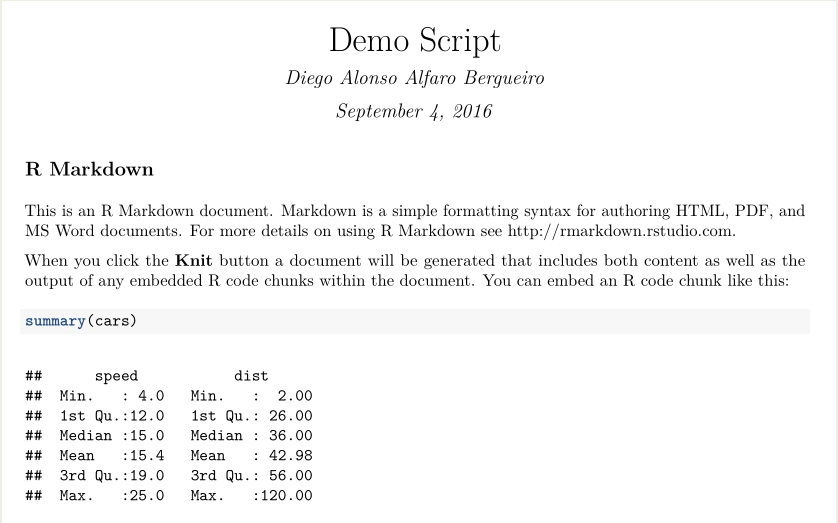 Demo Script
Diego Alonso Alfaro Bergueiro
September 4, 2016
R Markdown
This is an R Markdown document. Markdown is a simple formatting syntax for authoring HTML, PDF, and
MS Word documents. For more details on using R Markdown see http://rmarkdown.rstudio.com.
When you click the Knit button a document will be generated that includes both content as well as the
output of any embedded R code chunks within the document. You can embed an R code chunk like this:
summary(cars)
##      speed           dist
##  Min.   : 4.0   Min.   :  2.00
##  1st Qu.:12.0   1st Qu.: 26.00
##  Median :15.0   Median : 36.00
##  Mean   :15.4   Mean   : 42.98
##  3rd Qu.:19.0   3rd Qu.: 56.00
##  Max.   :25.0   Max.   :120.00